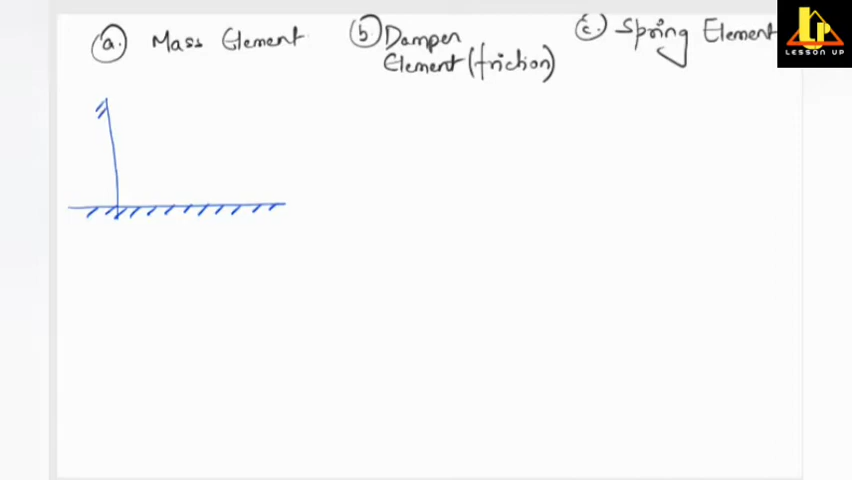 a. Mass Element
b. Damper
Element (friction)
c. Spring Element
LESSON UP